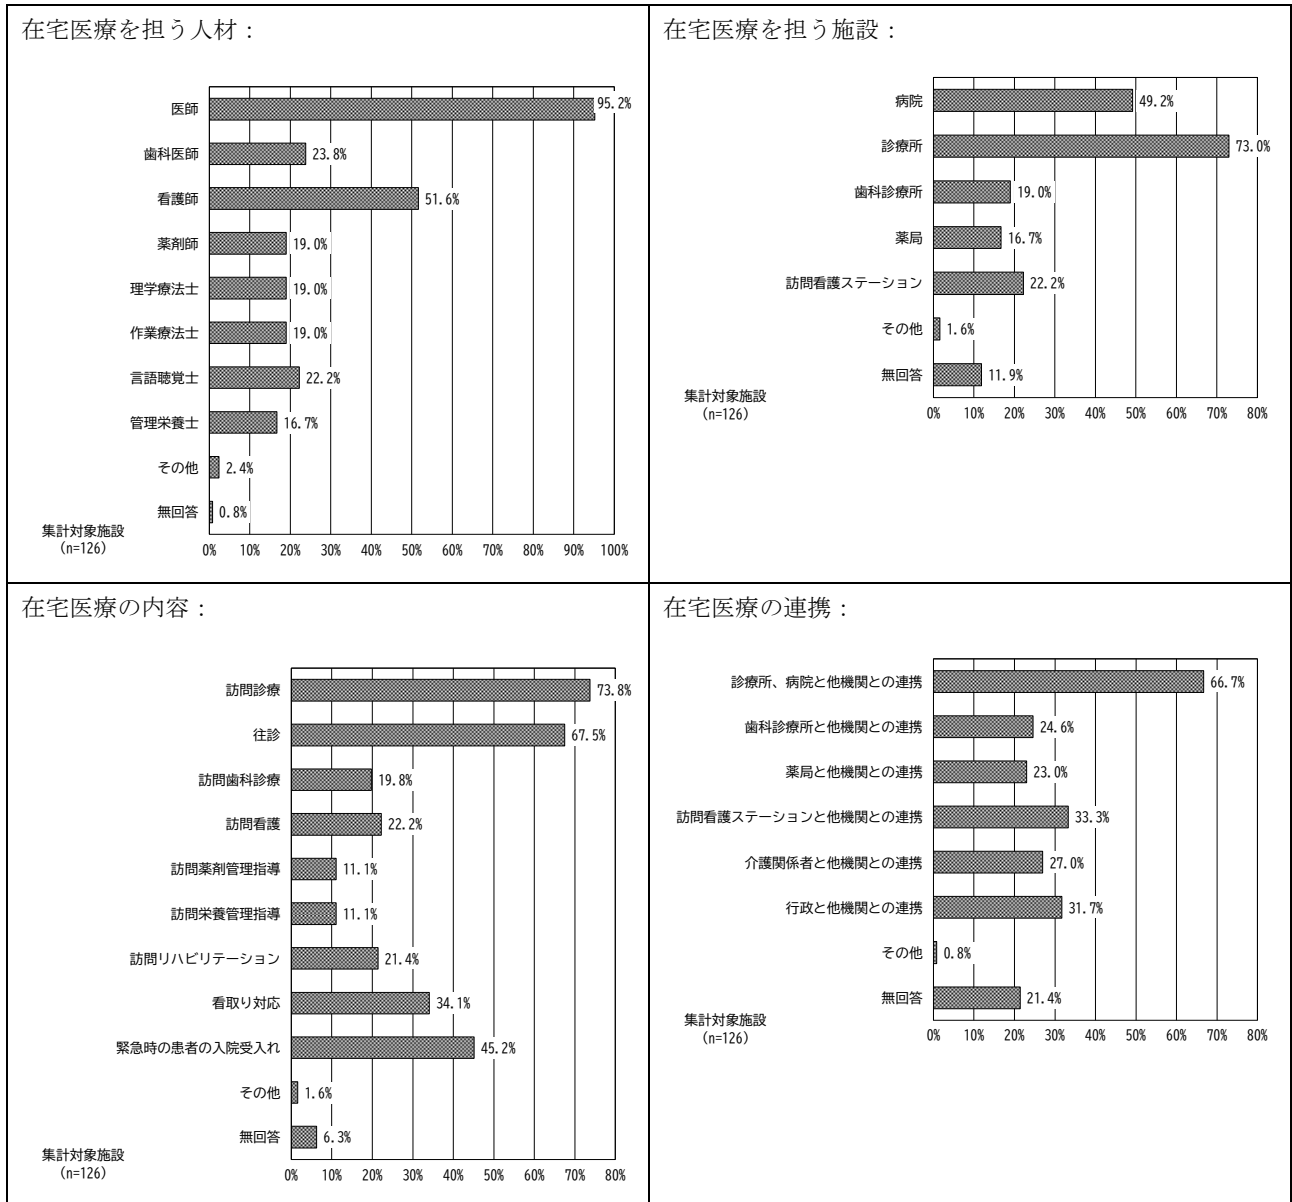 在宅医療を担う人材：
医師 95.2%
歯科医師 23.8%
看護師 51.6%
薬剤師 19.0%
理学療法士 19.0%
作業療法士 19.0%
言語聴覚士 22.2%
管理栄養士 16.7%
その他 2.4%
無回答 0.8%
集計対象施設
(n=126)
0% 10% 20% 30% 40% 50% 60% 70% 80% 90% 100%
在宅医療を担う施設：
病院 49.2%
診療所 73.0%
歯科診療所 19.0%
薬局 16.7%
訪問看護ステーション 22.2%
その他 1.6%
無回答 11.9%
集計対象施設
(n=126)
0% 10% 20% 30% 40% 50% 60% 70% 80%
在宅医療の内容：
訪問診療 73.8%
往診 67.5%
訪問歯科診療 19.8%
訪問看護 22.2%
訪問薬剤管理指導 11.1%
訪問栄養管理指導 11.1%
訪問リハビリテーション 21.4%
看取り対応 34.1%
緊急時の患者の入院受入れ 45.2%
その他 1.6%
無回答 6.3%
集計対象施設
(n=126)
0% 10% 20% 30% 40% 50% 60% 70% 80%
在宅医療の連携：
診療所、病院と他機関との連携 66.7%
歯科診療所と他機関との連携 24.6%
薬局と他機関との連携 23.0%
訪問看護ステーションと他機関との連携 33.3%
介護関係者と他機関との連携 27.0%
行政と他機関との連携 31.7%
その他 0.8%
無回答 21.4%
集計対象施設
(n=126)
0% 10% 20% 30% 40% 50% 60% 70% 80%